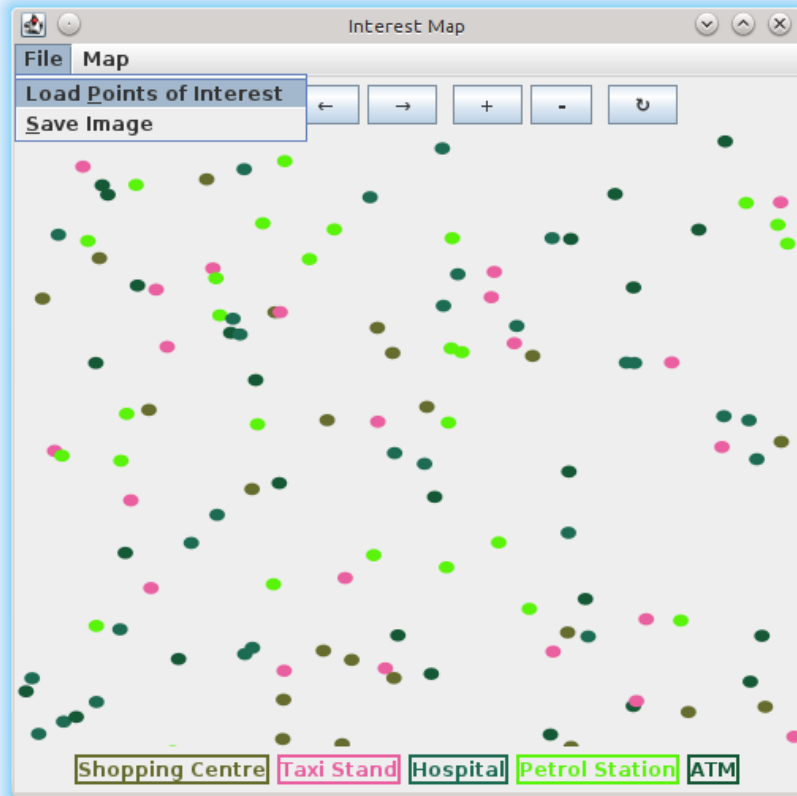 Interest Map
File Map
Load Points of Interest
← → + - ↻
Save Image
Shopping Centre Taxi Stand Hospital Petrol Station ATM